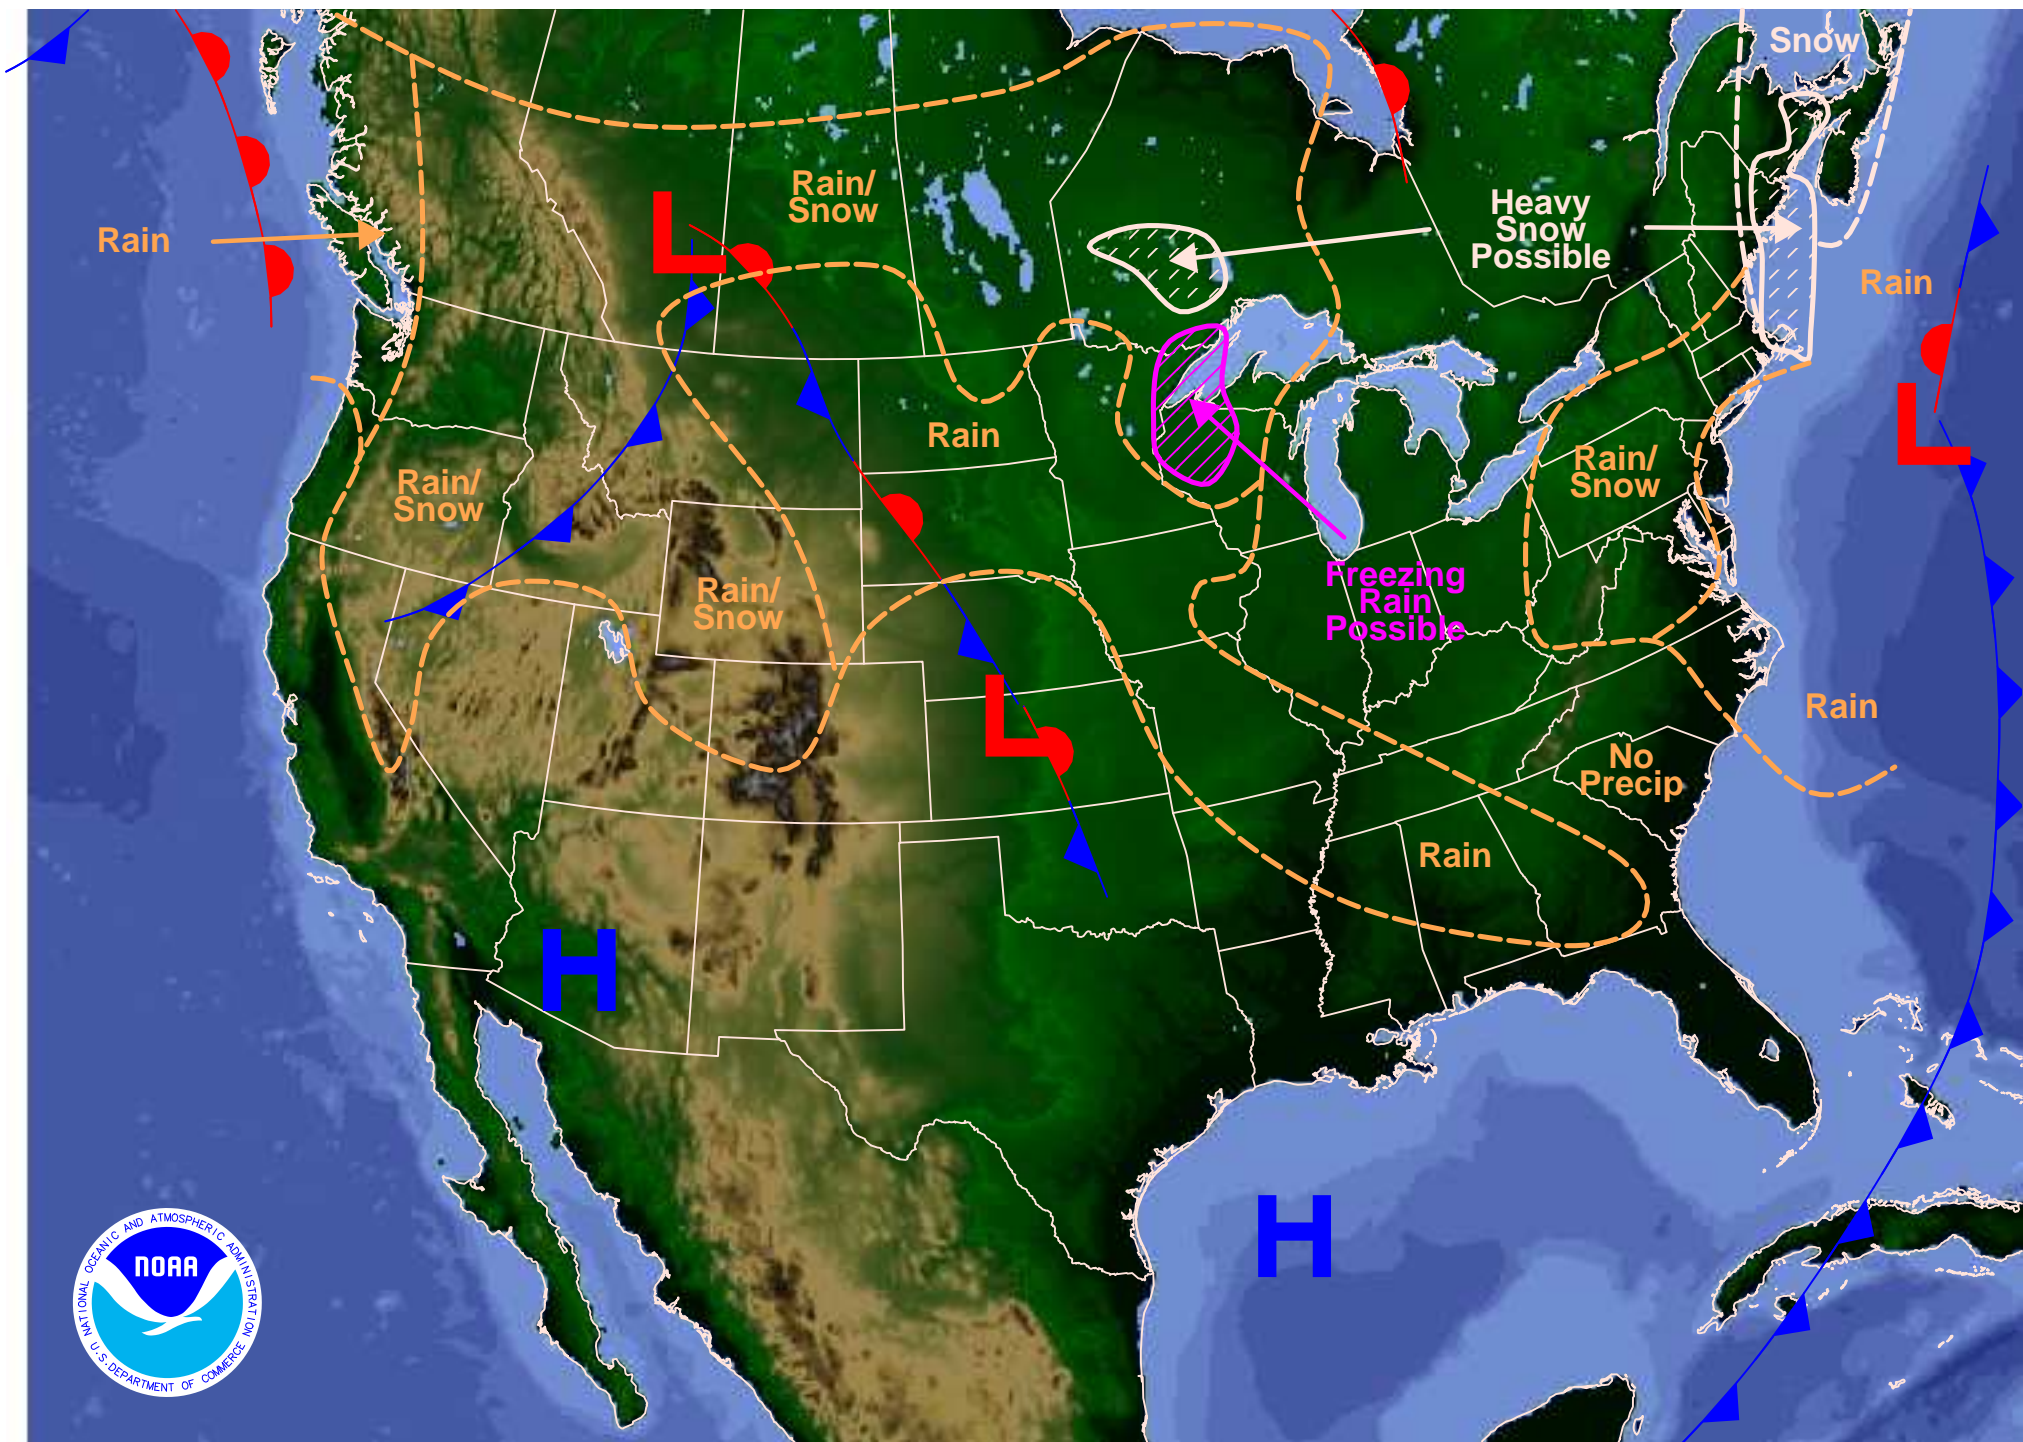 Snow
Rain/
Snow
Heavy
Snow
Possible
Rain
Rain
L
L
Rain
Rain/
Snow
Rain/
Snow
Rain/
Snow
Freezing
Rain
Possible
L
Rain
No
Precip
Rain
H
H
NATIONAL OCEANIC AND ATMOSPHERIC ADMINISTRATION
NOAA
U.S. DEPARTMENT OF COMMERCE